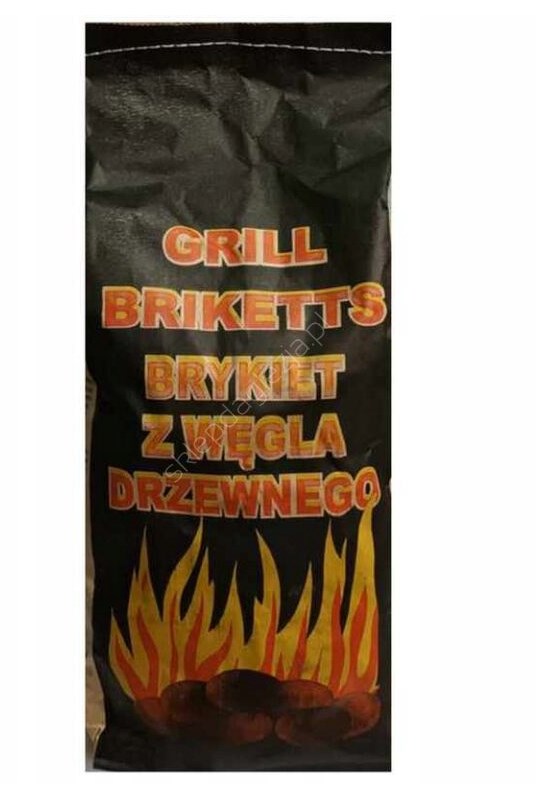 GRILL
BRIKETTS
BRYKIET
Z WĘGLA
DRZEWNEGO